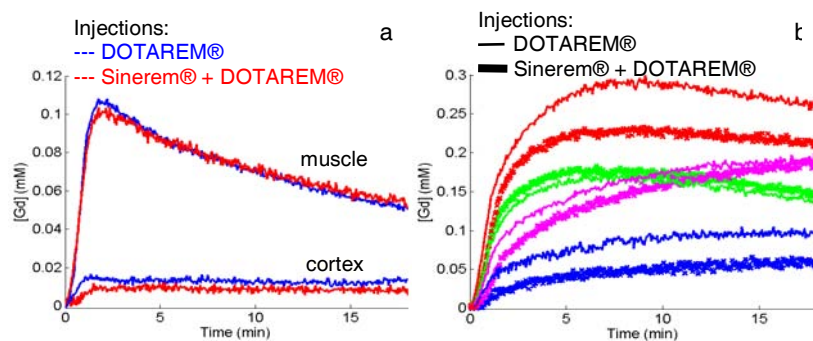 Injections:
--- DOTAREM®
--- Sinerem® + DOTAREM®
a
0.12
0.1
0.08
0.06
0.04
0.02
0
[Gd] (mM)
muscle
cortex
0
5
10
15
Time (min)
Injections:
DOTAREM®
Sinerem® + DOTAREM®
b
0.3
0.25
0.2
0.15
0.1
0.05
0
[Gd] (mM)
0
5
10
15
Time (min)